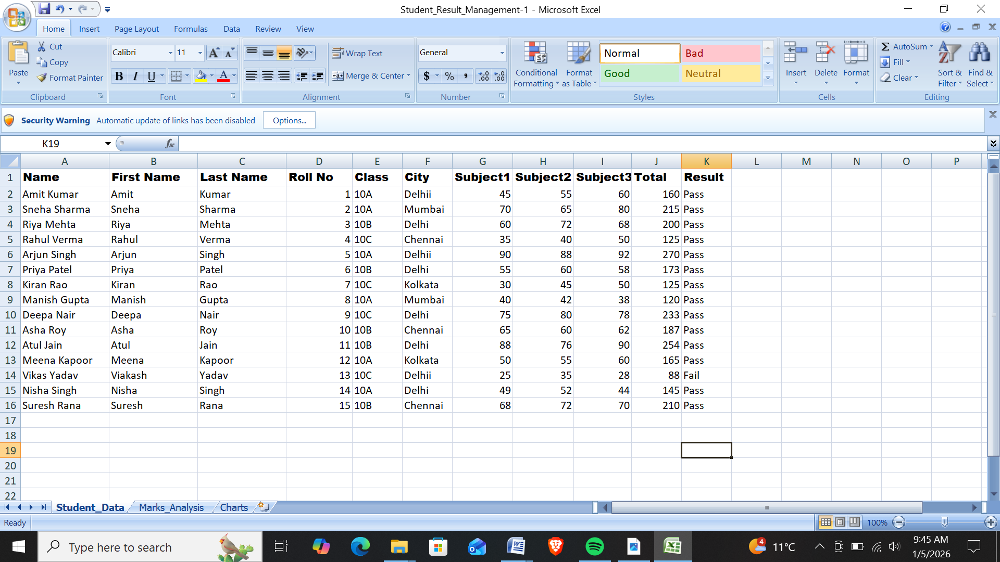 Student_Result_Management-1 - Microsoft Excel
Home Insert Page Layout Formulas Data Review View
Paste
Cut
Copy
Format Painter
Clipboard
Calibri 11
B I U
Font
Wrap Text
Merge & Center
Alignment
General
$ % , .00 .0
Number
Conditional Formatting
Format as Table
Normal Bad
Good Neutral
Styles
Insert Delete Format
Cells
Σ AutoSum
Fill
Clear
Sort & Filter
Find & Select
Editing
Security Warning Automatic update of links has been disabled Options...
K19 fx
A B C D E F G H I J K L M N O P
1 Name First Name Last Name Roll No Class City Subject1 Subject2 Subject3 Total Result
2 Amit Kumar Amit Kumar 1 10A Delhii 45 55 60 160 Pass
3 Sneha Sharma Sneha Sharma 2 10A Mumbai 70 65 80 215 Pass
4 Riya Mehta Riya Mehta 3 10B Delhi 60 72 68 200 Pass
5 Rahul Verma Rahul Verma 4 10C Chennai 35 40 50 125 Pass
6 Arjun Singh Arjun Singh 5 10A Delhii 90 88 92 270 Pass
7 Priya Patel Priya Patel 6 10B Delhi 55 60 58 173 Pass
8 Kiran Rao Kiran Rao 7 10C Kolkata 30 45 50 125 Pass
9 Manish Gupta Manish Gupta 8 10A Mumbai 40 42 38 120 Pass
10 Deepa Nair Deepa Nair 9 10C Delhi 75 80 78 233 Pass
11 Asha Roy Asha Roy 10 10B Chennai 65 60 62 187 Pass
12 Atul Jain Atul Jain 11 10B Delhi 88 76 90 254 Pass
13 Meena Kapoor Meena Kapoor 12 10A Kolkata 50 55 60 165 Pass
14 Vikas Yadav Viakash Yadav 13 10C Delhii 25 35 28 88 Fail
15 Nisha Singh Nisha Singh 14 10A Delhi 49 52 44 145 Pass
16 Suresh Rana Suresh Rana 15 10B Chennai 68 72 70 210 Pass
17
18
19
20
21
22
Student_Data Marks_Analysis Charts
Ready 100%
Type here to search
4 11°C
9:45 AM
1/5/2026